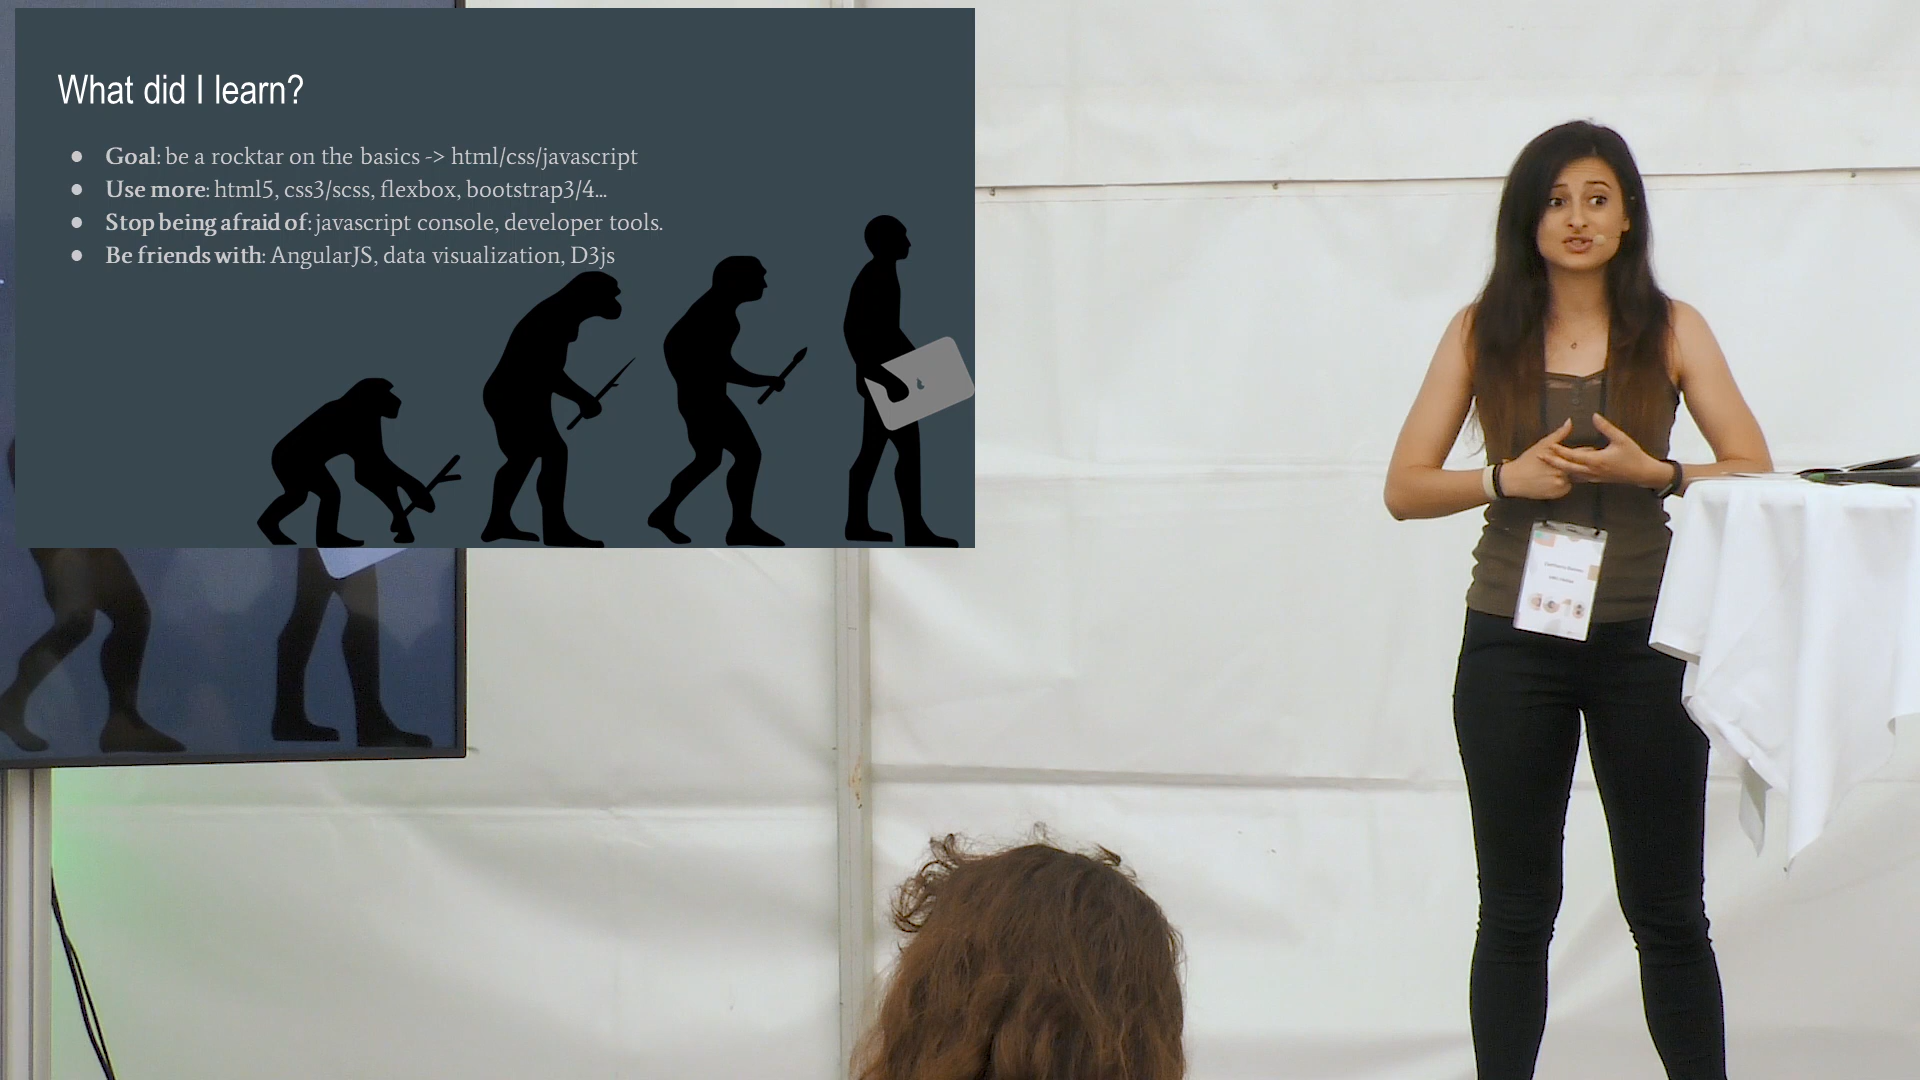 What did I learn?
● Goal: be a rocktar on the basics -> html/css/javascript
● Use more: html5, css3/scss, flexbox, bootstrap3/4...
● Stop being afraid of: javascript console, developer tools.
● Be friends with: AngularJS, data visualization, D3js